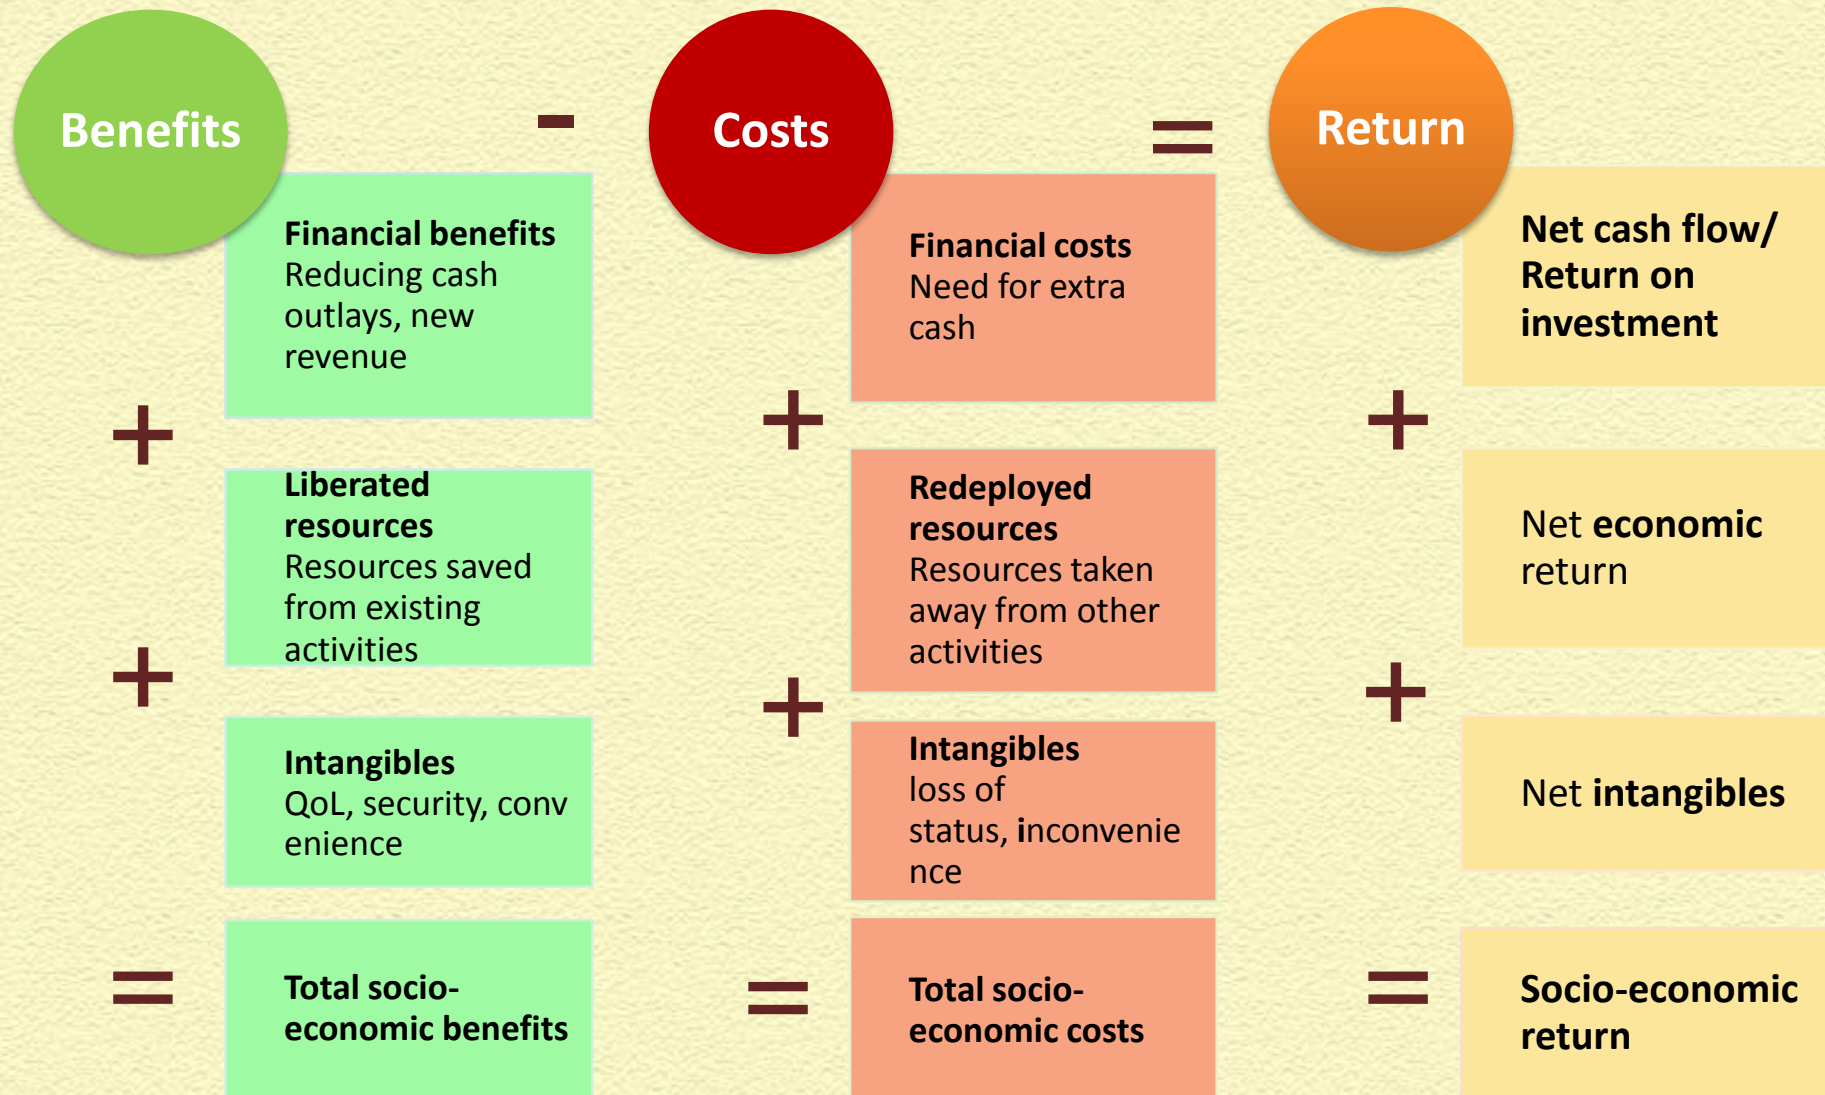 Benefits
-
Costs
=
Return
Financial benefits
Reducing cash
outlays, new
revenue
+
Liberated
resources
Resources saved
from existing
activities
+
Intangibles
QoL, security, conv
enience
=
Total socio-
economic benefits
Financial costs
Need for extra
cash
+
Redeployed
resources
Resources taken
away from other
activities
+
Intangibles
loss of
status, inconvenie
nce
=
Total socio-
economic costs
Net cash flow/
Return on
investment
+
Net economic
return
+
Net intangibles
=
Socio-economic
return